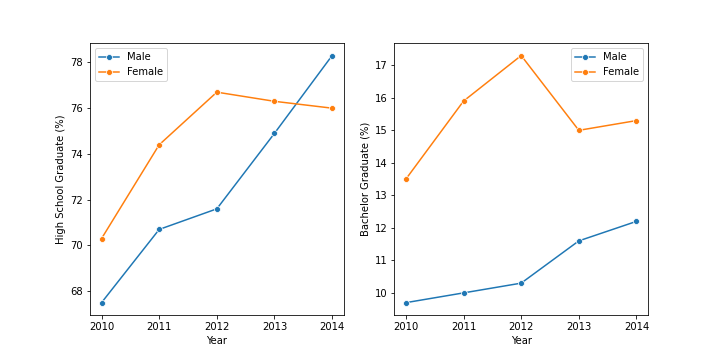 High School Graduate (%)
78
76
74
72
70
68
Male
Female
2010 2011 2012 2013 2014
Year
Bachelor Graduate (%)
17
16
15
14
13
12
11
10
Male
Female
2010 2011 2012 2013 2014
Year